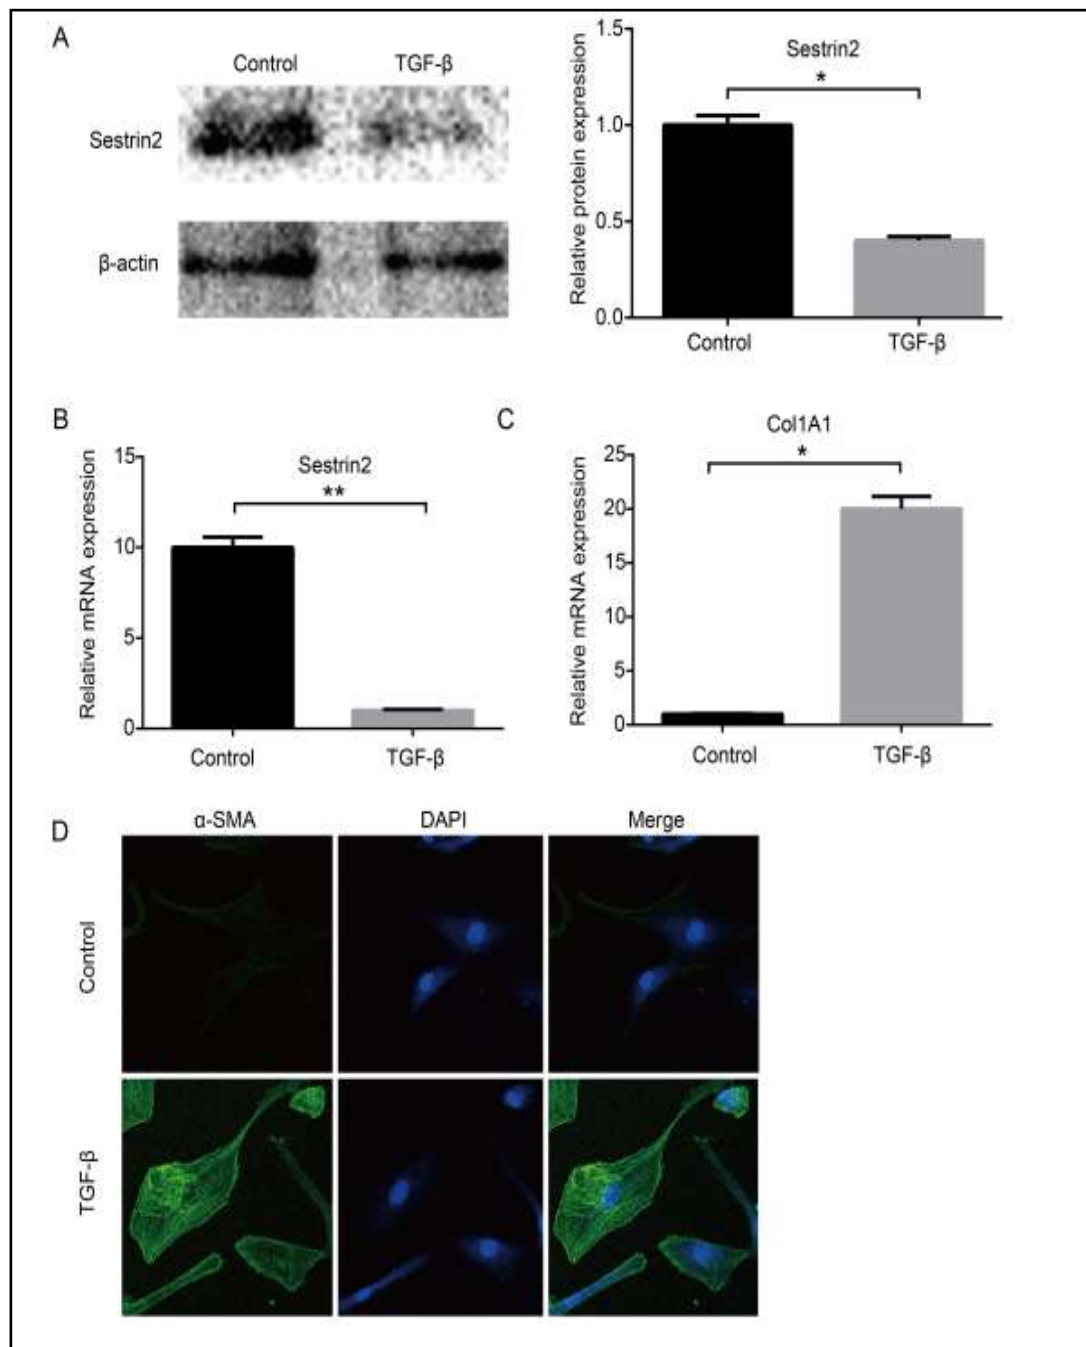 A
Control TGF-β
Sestrin2
β-actin
Relative protein expression
1.5
1.0
0.5
0.0
Sestrin2
*
Control TGF-β
B
Relative mRNA expression
15
10
5
0
Sestrin2
**
Control TGF-β
C
Relative mRNA expression
25
20
15
10
5
0
Col1A1
*
Control TGF-β
D
α-SMA DAPI Merge
Control
TGF-β